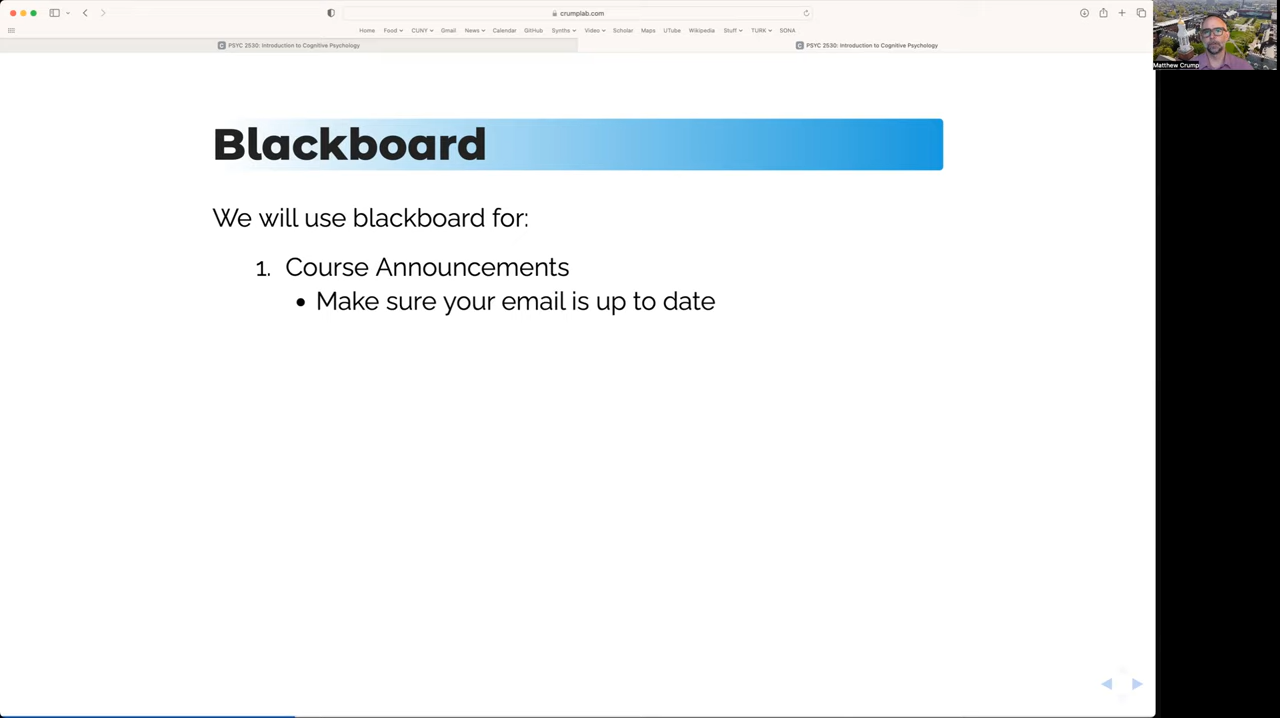 crumplab.com
Home Food CUNY Gmail News Calendar GitHub Synths Video Scholar Maps UTube Wikipedia Stuff TURK SONA
PSYC 2530: Introduction to Cognitive Psychology
PSYC 2530: Introduction to Cognitive Psychology
Matthew Crump
Blackboard
We will use blackboard for:
1. Course Announcements
• Make sure your email is up to date